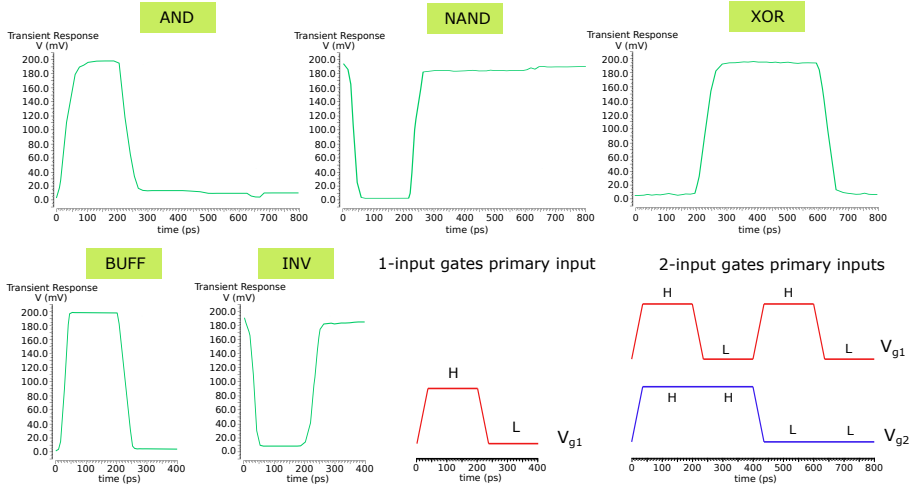 AND
Transient Response
V (mV)
200.0
180.0
160.0
140.0
120.0
100.0
80.0
60.0
40.0
20.0
0.0
0 100 200 300 400 500 600 700 800
time (ps)
NAND
Transient Response
V (mV)
200.0
180.0
160.0
140.0
120.0
100.0
80.0
60.0
40.0
20.0
0.0
0 100 200 300 400 500 600 700 800
time (ps)
XOR
Transient Response
V (mV)
200.0
180.0
160.0
140.0
120.0
100.0
80.0
60.0
40.0
20.0
0.0
0 100 200 300 400 500 600 700 800
time (ps)
BUFF
Transient Response
V (mV)
200.0
180.0
160.0
140.0
120.0
100.0
80.0
60.0
40.0
20.0
0.0
0 100 200 300 400
time (ps)
INV
Transient Response
V (mV)
200.0
180.0
160.0
140.0
120.0
100.0
80.0
60.0
40.0
20.0
0.0
0 100 200 300 400
time (ps)
1-input gates primary input
H
L
Vg1
0 100 200 300 400
time (ps)
2-input gates primary inputs
H H
L L
Vg1
H H
L L
Vg2
0 100 200 300 400 500 600 700 800
time (ps)